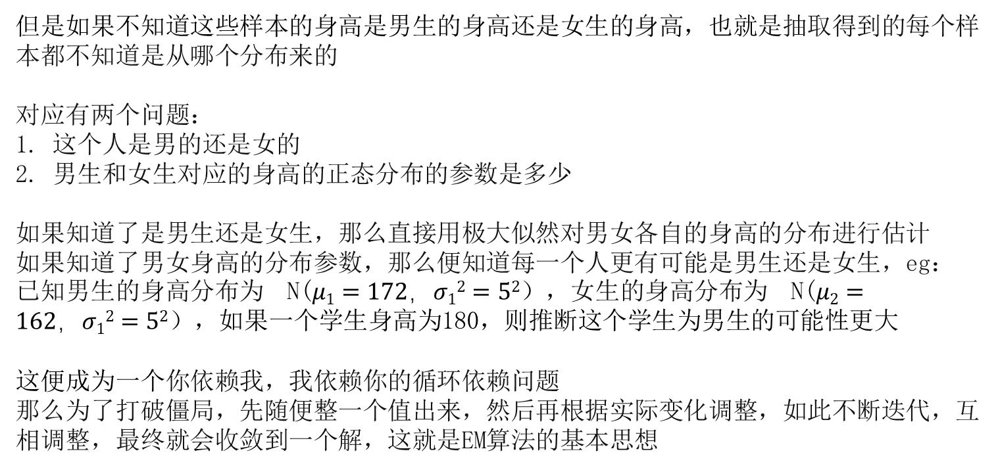 但是如果不知道这些样本的身高是男生的身高还是女生的身高，也就是抽取得到的每个样
本都不知道是从哪个分布来的
对应有两个问题：
1. 这个人是男的还是女的
2. 男生和女生对应的身高的正态分布的参数是多少
如果知道了是男生还是女生，那么直接用极大似然对男女各自的身高的分布进行估计
如果知道了男女身高的分布参数，那么便知道每一个人更有可能是男生还是女生，eg：
已知男生的身高分布为 N(μ₁ = 172, σ₁² = 5²），女生的身高分布为 N(μ₂ =
162, σ₁² = 5²），如果一个学生身高为180，则推断这个学生为男生的可能性更大
这便成为一个你依赖我，我依赖你的循环依赖问题
那么为了打破僵局，先随便整一个值出来，然后再根据实际变化调整，如此不断迭代，互
相调整，最终就会收敛到一个解，这就是EM算法的基本思想